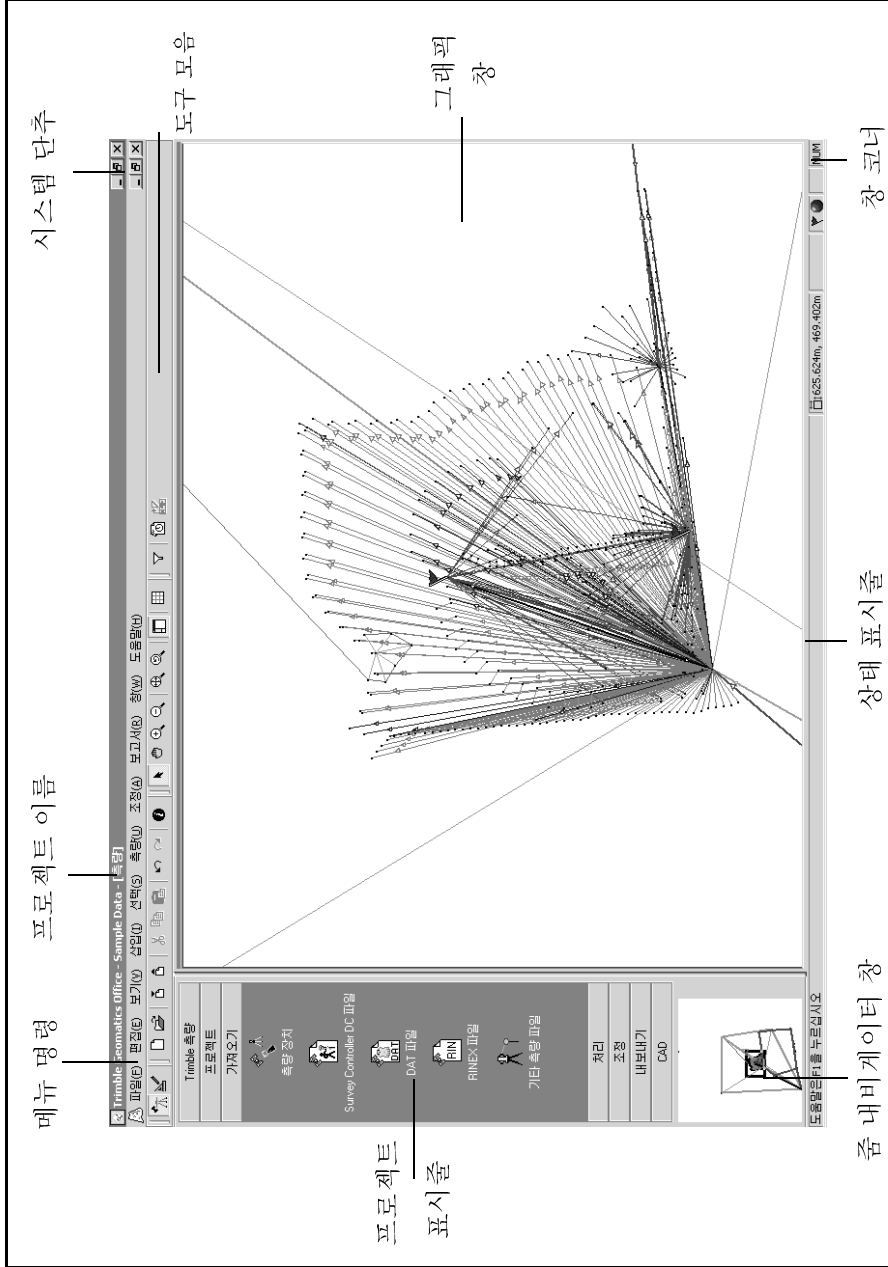 메뉴 명령
프로젝트 이름
시스템 단추
도구 모음
Trimble Geomatics Office - Sample Data - [측량]
파일(F) 편집(E) 보기(V) 삽입(I) 선택(S) 측량(U) 조정(A) 보고서(R) 창(W) 도움말(H)
Trimble 측량
프로젝트
가져오기
측량 장치
Survey Controller DC 파일
DAT
DAT 파일
RIN
RINEX 파일
기타 측량 파일
처리
조정
내보내기
CAD
프로젝트
표시줄
그래픽
창
도움말은 F1을 누르십시오
625.624m, 469.402m
NUM
줌 내비게이터 창
상태 표시줄
창 코너